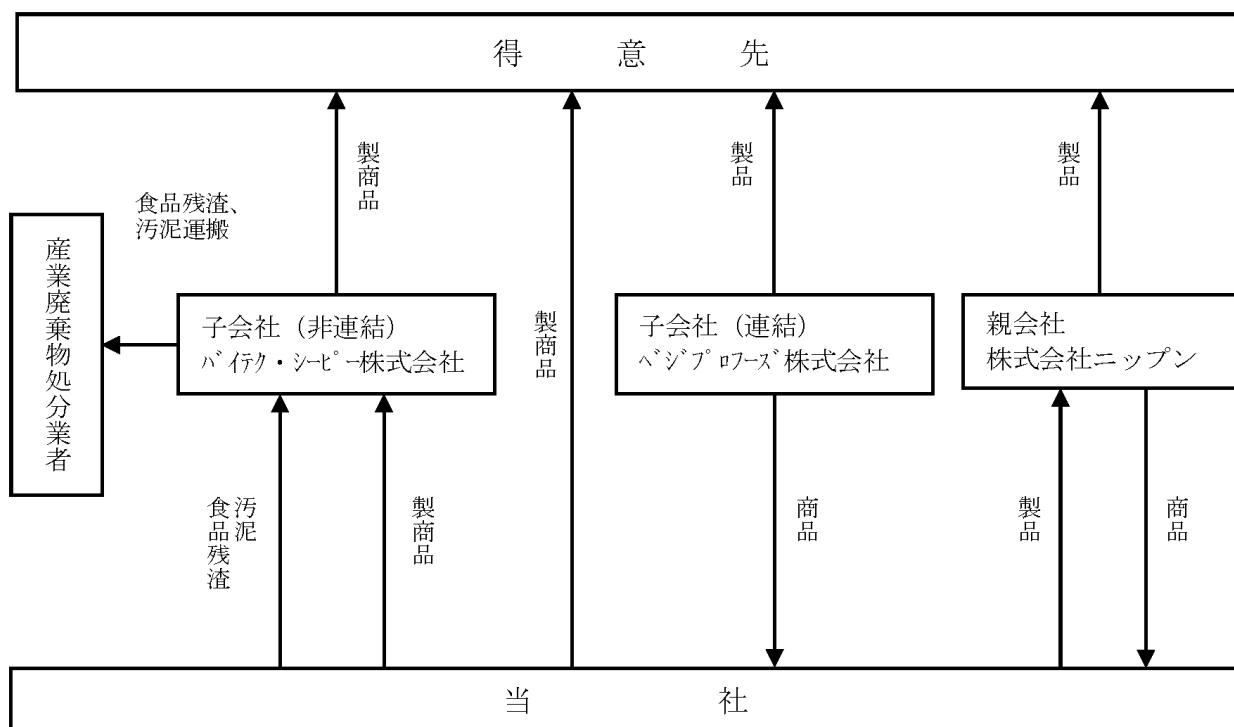 得意先
製商品
製品
製品
食品残渣、
汚泥運搬
産業廃棄物処分業者
子会社（非連結）
ﾊﾞｲﾃｸ・ｼｰﾋﾟｰ株式会社
製商品
子会社（連結）
ﾍﾞｼﾞﾌﾟﾛﾌｰｽﾞ株式会社
親会社
株式会社ニップン
汚泥
食品残渣
製商品
商品
製品
商品
当社